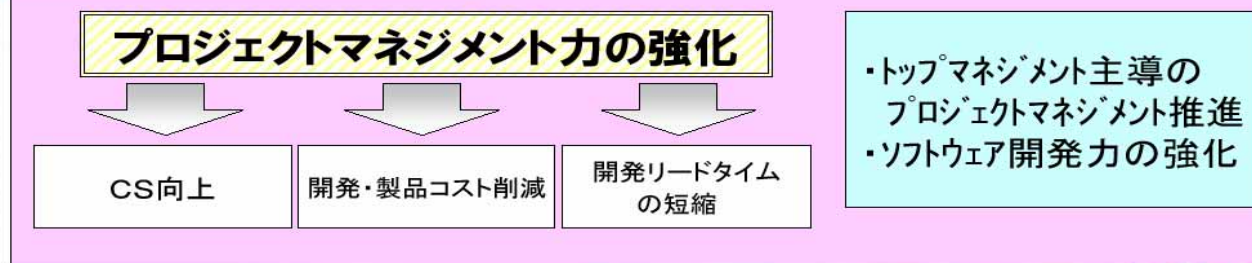 プロジェクトマネジメント力の強化
CS向上
開発・製品コスト削減
開発リードタイム
の短縮
・トップマネジメント主導の
プロジェクトマネジメント推進
・ソフトウェア開発力の強化